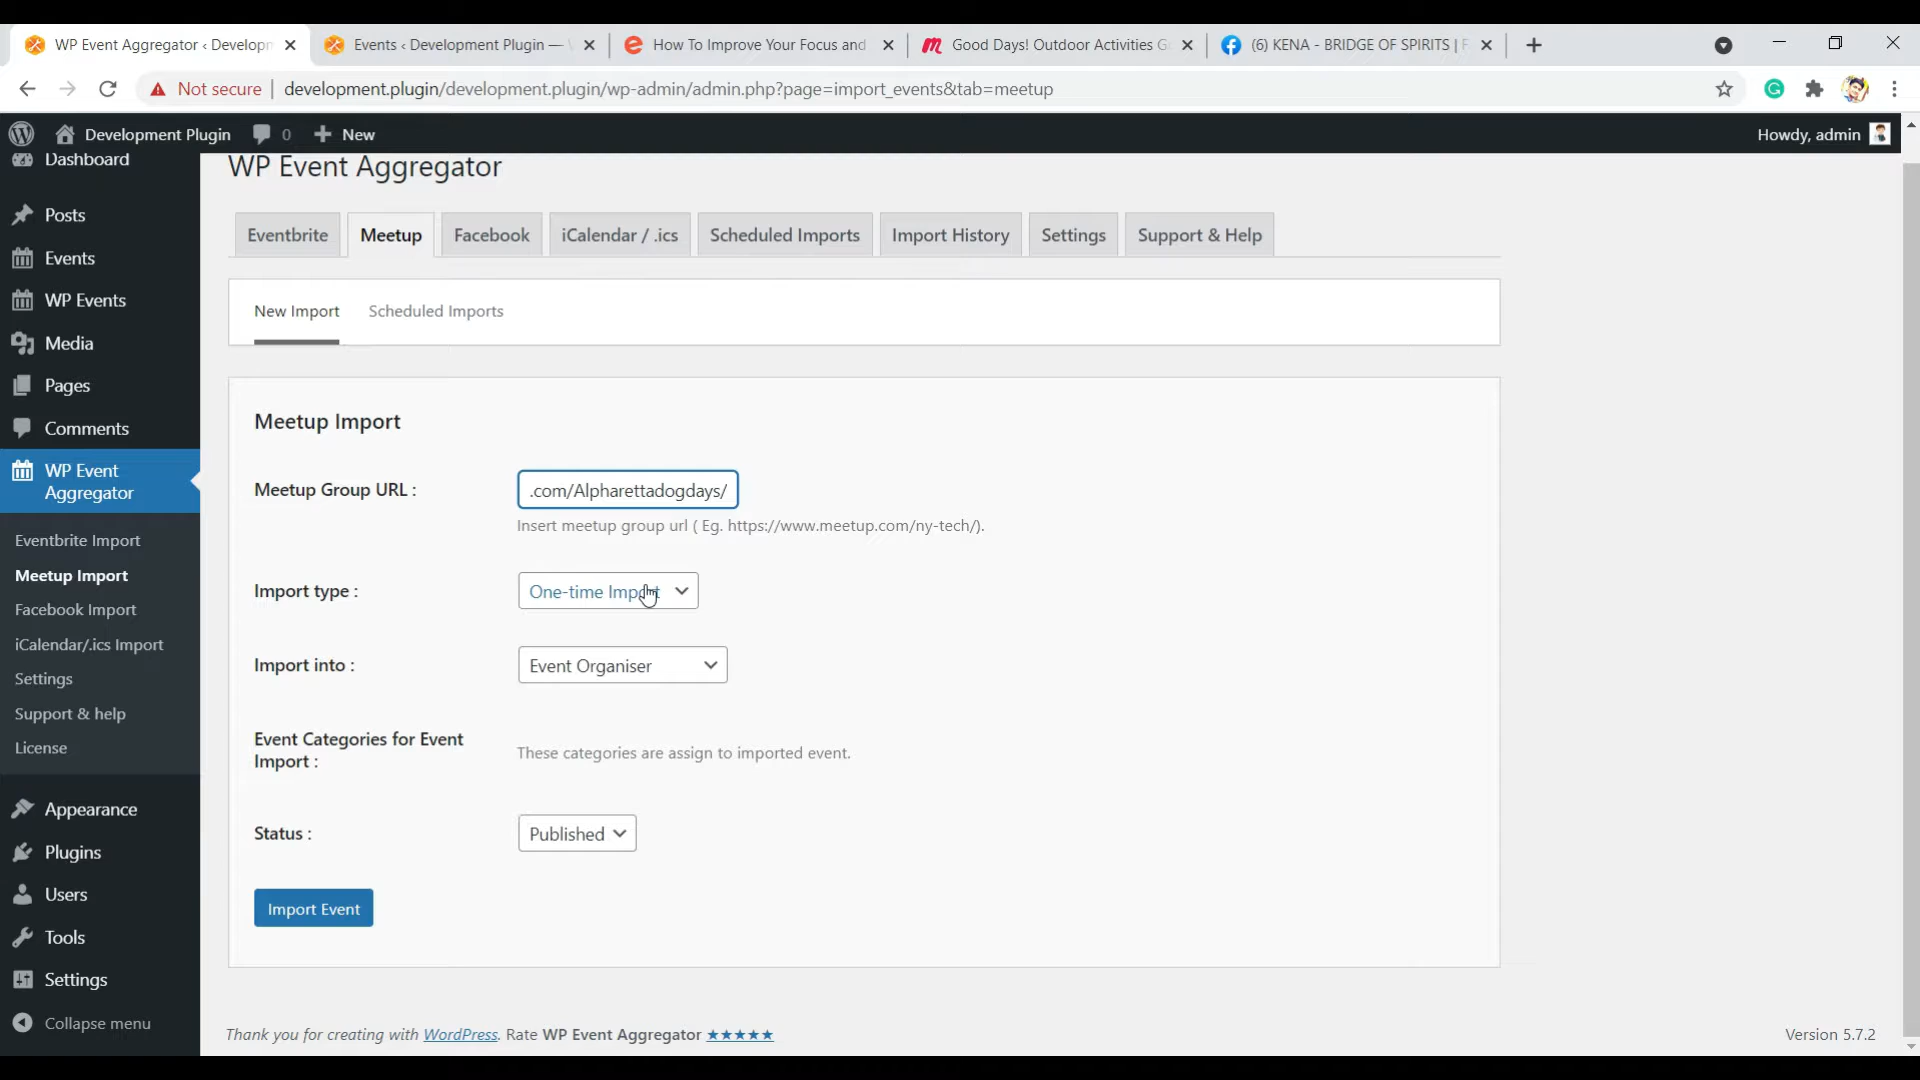 WP Event Aggregator ‹ Develop
Events ‹ Development Plugin —
How To Improve Your Focus and
Good Days! Outdoor Activities G
(6) KENA - BRIDGE OF SPIRITS | F
Not secure
development.plugin/development.plugin/wp-admin/admin.php?page=import_events&tab=meetup
Development Plugin
0
New
Howdy, admin
Dashboard
Posts
Events
WP Events
Media
Pages
Comments
WP Event
Aggregator
Eventbrite Import
Meetup Import
Facebook Import
iCalendar/.ics Import
Settings
Support & help
License
Appearance
Plugins
Users
Tools
Settings
Collapse menu
WP Event Aggregator
Eventbrite
Meetup
Facebook
iCalendar / .ics
Scheduled Imports
Import History
Settings
Support & Help
New Import
Scheduled Imports
Meetup Import
Meetup Group URL :
.com/Alpharettadogdays/
Insert meetup group url ( Eg. https://www.meetup.com/ny-tech/).
Import type :
One-time Import
Import into :
Event Organiser
Event Categories for Event
Import :
These categories are assign to imported event.
Status :
Published
Import Event
Thank you for creating with WordPress. Rate WP Event Aggregator ★★★★★
Version 5.7.2